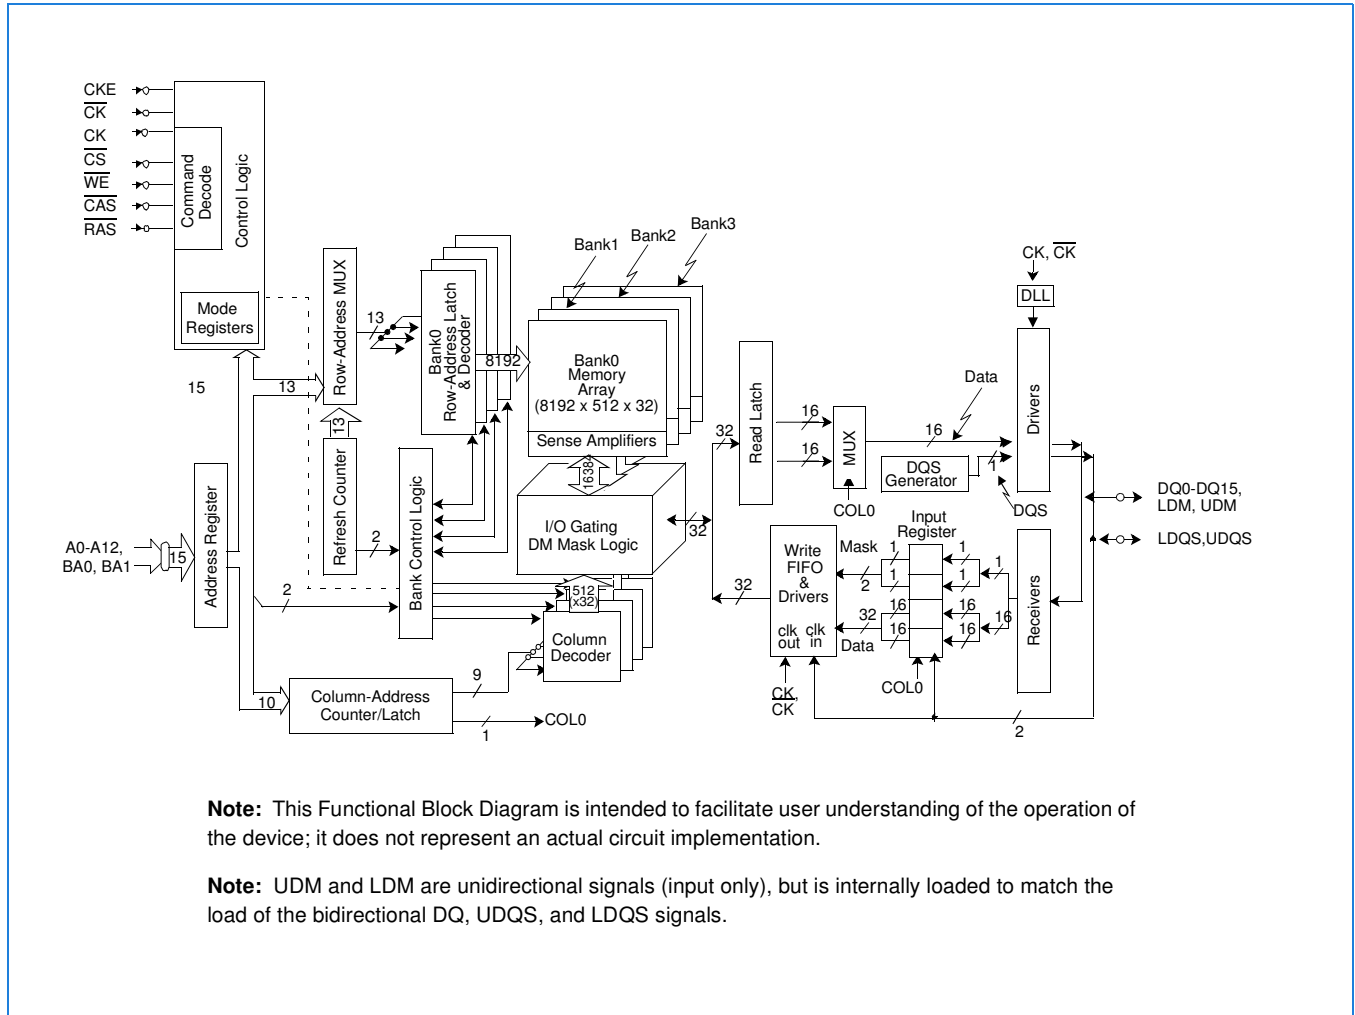 CKE
CK
CK
CS
WE
CAS
RAS
Command
Decode
Control Logic
Mode
Registers
15
13
Row-Address MUX
13
Refresh Counter
13
Bank0
Row-Address Latch
& Decoder
8192
Bank1
Bank2
Bank3
Bank0
Memory
Array
(8192 x 512 x 32)
Sense Amplifiers
16384
I/O Gating
DM Mask Logic
512
(x32)
Column
Decoder
Bank Control Logic
2
2
A0-A12,
BA0, BA1
15
Address Register
10
Column-Address
Counter/Latch
9
1
COL0
32
32
32
Read Latch
16
16
MUX
COL0
16
Data
DQS
Generator
1
DQS
CK, CK
DLL
Drivers
DQ0-DQ15,
LDM, UDM
LDQS,UDQS
Input
Register
Write
FIFO
&
Drivers
clk
out
clk
in
Mask
1
1
2
1
1
1
32
16
16
16
16
16
Data
Receivers
CK,
CK
COL0
2
Note: This Functional Block Diagram is intended to facilitate user understanding of the operation of
the device; it does not represent an actual circuit implementation.
Note: UDM and LDM are unidirectional signals (input only), but is internally loaded to match the
load of the bidirectional DQ, UDQS, and LDQS signals.